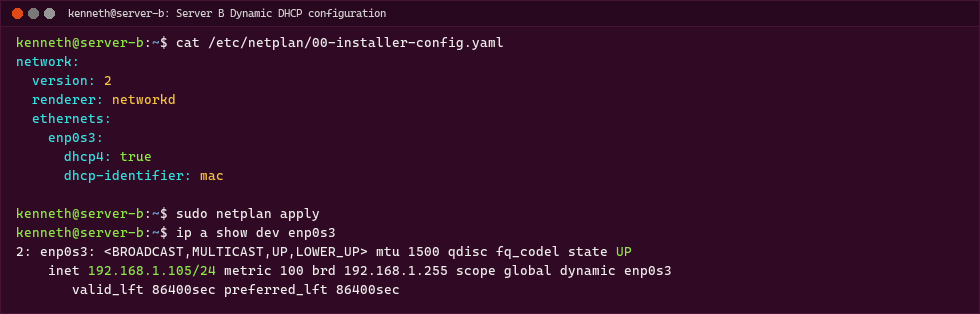 kenneth@server-b: Server B Dynamic DHCP configuration
kenneth@server-b:~$ cat /etc/netplan/00-installer-config.yaml
network:
  version: 2
  renderer: networkd
  ethernets:
    enp0s3:
      dhcp4: true
      dhcp-identifier: mac

kenneth@server-b:~$ sudo netplan apply
kenneth@server-b:~$ ip a show dev enp0s3
2: enp0s3: <BROADCAST,MULTICAST,UP,LOWER_UP> mtu 1500 qdisc fq_codel state UP
    inet 192.168.1.105/24 metric 100 brd 192.168.1.255 scope global dynamic enp0s3
       valid_lft 86400sec preferred_lft 86400sec